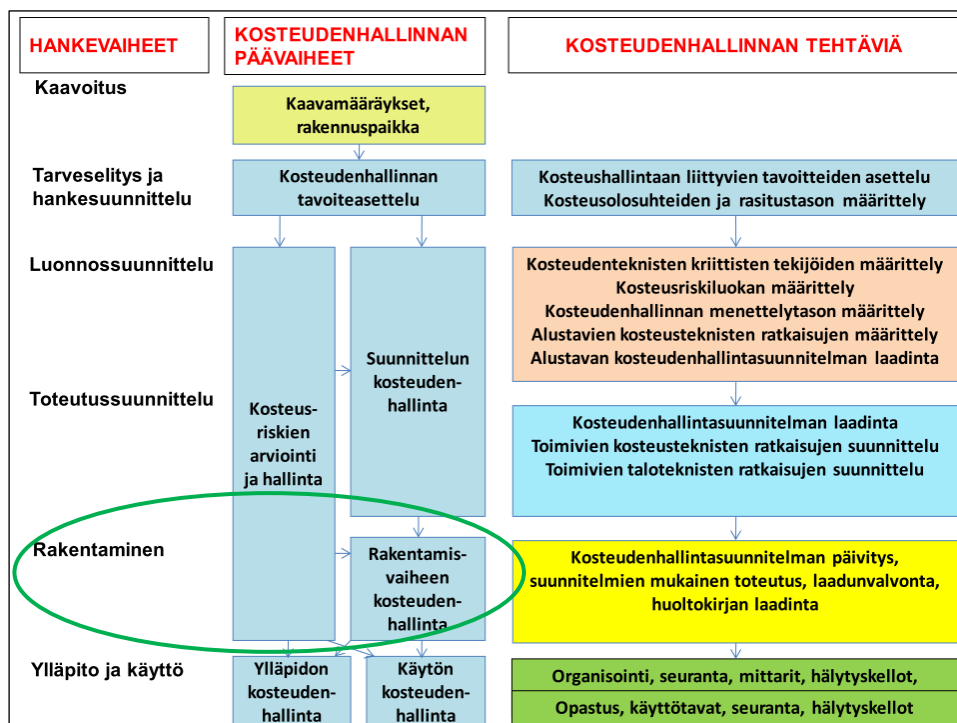 HANKEVAIHEET
KOSTEUDENHALLINNAN
PÄÄVAIHEET
KOSTEUDENHALLINNAN TEHTÄVIÄ
Kaavoitus
Kaavamääräykset,
rakennuspaikka
Tarveselitys ja
hankesuunnittelu
Kosteudenhallinnan
tavoiteasettelu
Kosteushallintaan liittyvien tavoitteiden asettelu
Kosteusolosuhteiden ja rasitustason määrittely
Luonnossuunnittelu
Kosteudenteknisten kriittisten tekijöiden määrittely
Kosteusriskiluokan määrittely
Kosteudenhallinnan menettelytason määrittely
Alustavien kosteusteknisten ratkaisujen määrittely
Alustavan kosteudenhallintasuunnitelman laadinta
Suunnittelun
kosteuden-
hallinta
Toteutussuunnittelu
Kosteus-
riskien
arviointi
ja hallinta
Kosteudenhallintasuunnitelman laadinta
Toimivien kosteusteknisten ratkaisujen suunnittelu
Toimivien taloteknisten ratkaisujen suunnittelu
Rakentaminen
Rakentamis-
vaiheen
kosteuden-
hallinta
Kosteudenhallintasuunnitelman päivitys,
suunnitelmien mukainen toteutus, laadunvalvonta,
huoltokirjan laadinta
Ylläpito ja käyttö
Ylläpidon
kosteuden-
hallinta
Käytön
kosteuden-
hallinta
Organisointi, seuranta, mittarit, hälytyskellot,
Opastus, käyttötavat, seuranta, hälytyskellot